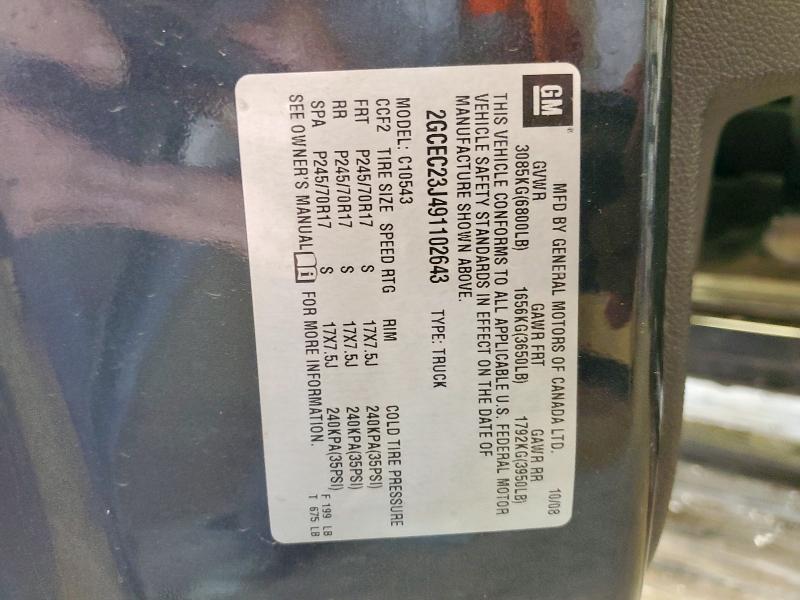 GM
MFD BY GENERAL MOTORS OF CANADA LTD. 10/08
GVWR GAWR FRT GAWR RR
3085KG(6800LB) 1656KG(3650LB) 1792KG(3950LB)
THIS VEHICLE CONFORMS TO ALL APPLICABLE U.S. FEDERAL MOTOR
VEHICLE SAFETY STANDARDS IN EFFECT ON THE DATE OF
MANUFACTURE SHOWN ABOVE.
2GCEC23J491102643 TYPE: TRUCK
MODEL: C10543
CCF2 TIRE SIZE SPEED RTG RIM COLD TIRE PRESSURE
FRT P245/70R17 S 17X7.5J 240KPA(35PSI)
RR P245/70R17 S 17X7.5J 240KPA(35PSI)
SPA P245/70R17 S 17X7.5J 240KPA(35PSI)
SEE OWNER'S MANUAL FOR MORE INFORMATION.
F 199 LB
T 675 LB